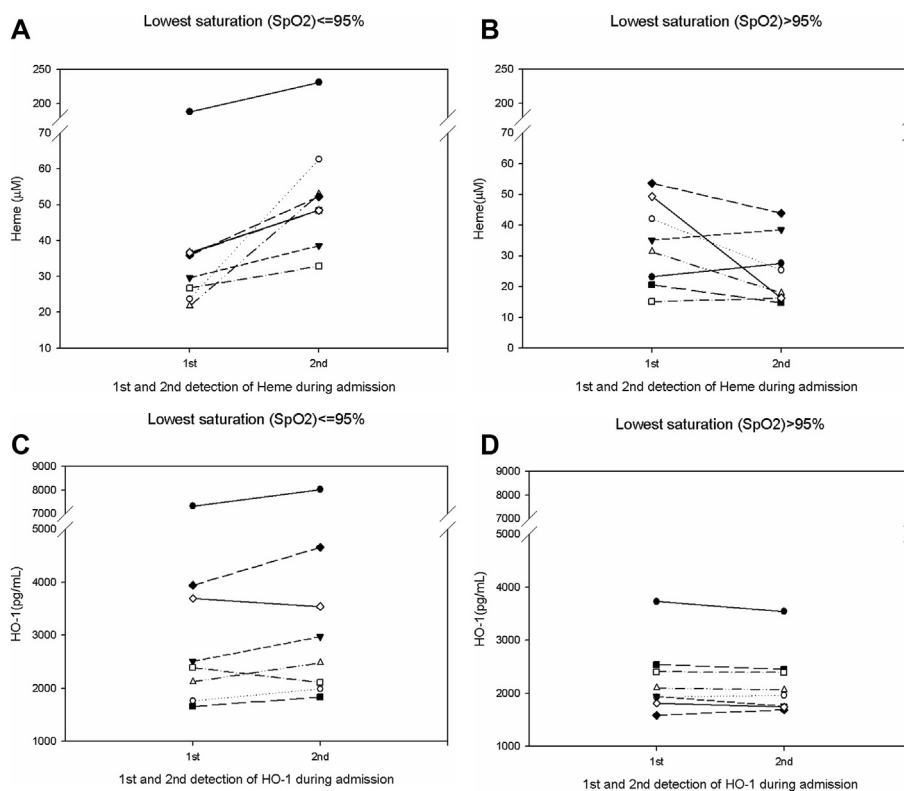 A
Lowest saturation (SpO2)<=95%
250
200
70
60
50
40
30
20
10
Heme (μM)
1st
2nd
1st and 2nd detection of Heme during admission
B
Lowest saturation (SpO2)>95%
250
200
70
60
50
40
30
20
10
0
Heme(μM)
1st
2nd
1st and 2nd detection of Heme during admission
C
Lowest saturation (SpO2)<=95%
9000
8000
7000
5000
4000
3000
2000
1000
HO-1(pg/mL)
1st
2nd
1st and 2nd detection of HO-1 during admission
D
Lowest saturation (SpO2)>95%
9000
8000
7000
5000
4000
3000
2000
1000
HO-1(pg/mL)
1st
2nd
1st and 2nd detection of HO-1 during admission